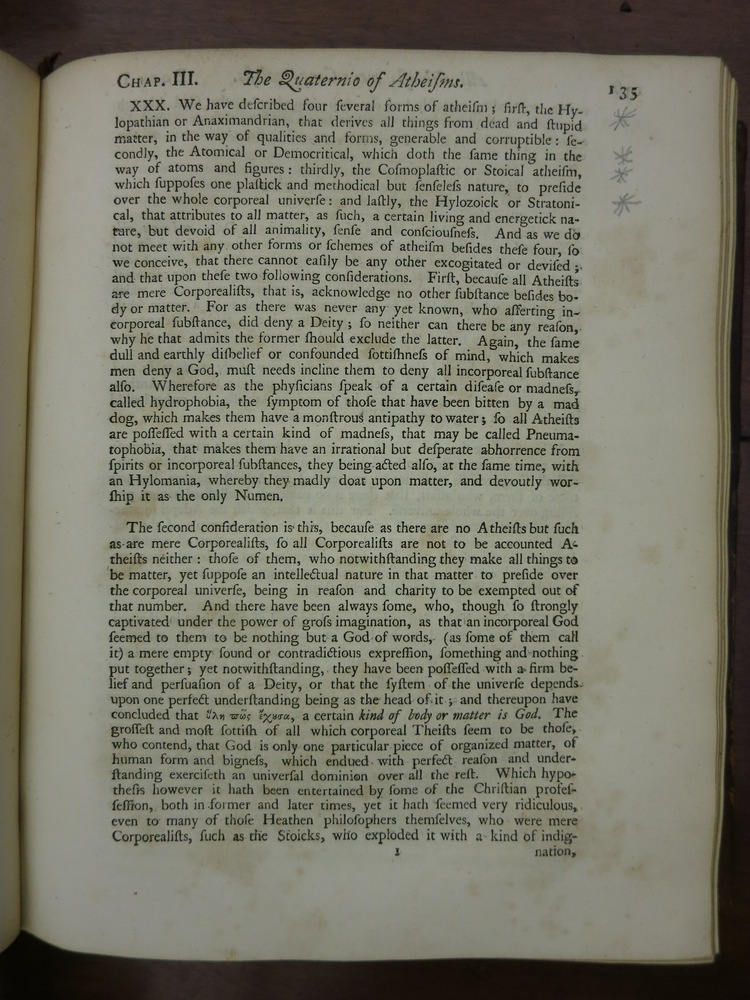 CHAP. III. The Quaternio of Atheiſms. 135
XXX. We have deſcribed four ſeveral forms of atheiſm; firſt, the Hy-
lopathian or Anaximandrian, that derives all things from dead and ſtupid
matter, in the way of qualities and forms, generable and corruptible: ſe-
condly, the Atomical or Democritical, which doth the ſame thing in the
way of atoms and figures: thirdly, the Coſmoplaſtic or Stoical atheiſm,
which ſuppoſes one plaſtick and methodical but ſenſeleſs nature, to preſide
over the whole corporeal univerſe: and laſtly, the Hylozoick or Stratoni-
cal, that attributes to all matter, as ſuch, a certain living and energetick na-
ture, but devoid of all animality, ſenſe and conſciouſneſs. And as we do
not meet with any other forms or ſchemes of atheiſm beſides theſe four, ſo
we conceive, that there cannot eaſily be any other excogitated or deviſed;
and that upon theſe two following conſiderations. Firſt, becauſe all Atheiſts
are mere Corporealiſts, that is, acknowledge no other ſubſtance beſides bo-
dy or matter. For as there was never any yet known, who aſſerting in-
corporeal ſubſtance, did deny a Deity; ſo neither can there be any reaſon,
why he that admits the former ſhould exclude the latter. Again, the ſame
dull and earthly diſbelief or confounded ſottiſhneſs of mind, which makes
men deny a God, muſt needs incline them to deny all incorporeal ſubſtance
alſo. Wherefore as the phyſicians ſpeak of a certain diſeaſe or madneſs,
called hydrophobia, the ſymptom of thoſe that have been bitten by a mad
dog, which makes them have a monſtrous antipathy to water; ſo all Atheiſts
are poſſeſſed with a certain kind of madneſs, that may be called Pneuma-
tophobia, that makes them have an irrational but deſperate abhorrence from
ſpirits or incorporeal ſubſtances, they being acted alſo, at the ſame time, with
an Hylomania, whereby they madly doat upon matter, and devoutly wor-
ſhip it as the only Numen.
The ſecond conſideration is this, becauſe as there are no Atheiſts but ſuch
as are mere Corporealiſts, ſo all Corporealiſts are not to be accounted A-
theiſts neither: thoſe of them, who notwithſtanding they make all things to
be matter, yet ſuppoſe an intellectual nature in that matter to preſide over
the corporeal univerſe, being in reaſon and charity to be exempted out of
that number. And there have been always ſome, who, though ſo ſtrongly
captivated under the power of groſs imagination, as that an incorporeal God
ſeemed to them to be nothing but a God of words, (as ſome of them call
it) a mere empty ſound or contradictious expreſſion, ſomething and nothing
put together; yet notwithſtanding, they have been poſſeſſed with a firm be-
lief and perſuaſion of a Deity, or that the ſyſtem of the univerſe depends
upon one perfect underſtanding being as the head of it; and thereupon have
concluded that ὕλη πῶς ἔχουσα, a certain kind of body or matter is God. The
groſſeſt and moſt ſottiſh of all which corporeal Theiſts ſeem to be thoſe,
who contend, that God is only one particular piece of organized matter, of
human form and bigneſs, which endued with perfect reaſon and under-
ſtanding exerciſeth an univerſal dominion over all the reſt. Which hypo-
theſis however it hath been entertained by ſome of the Chriſtian profeſ-
ſeſſion, both in former and later times, yet it hath ſeemed very ridiculous,
even to many of thoſe Heathen philoſophers themſelves, who were mere
Corporealiſts, ſuch as the Stoicks, who exploded it with a kind of indig-
1 nation,